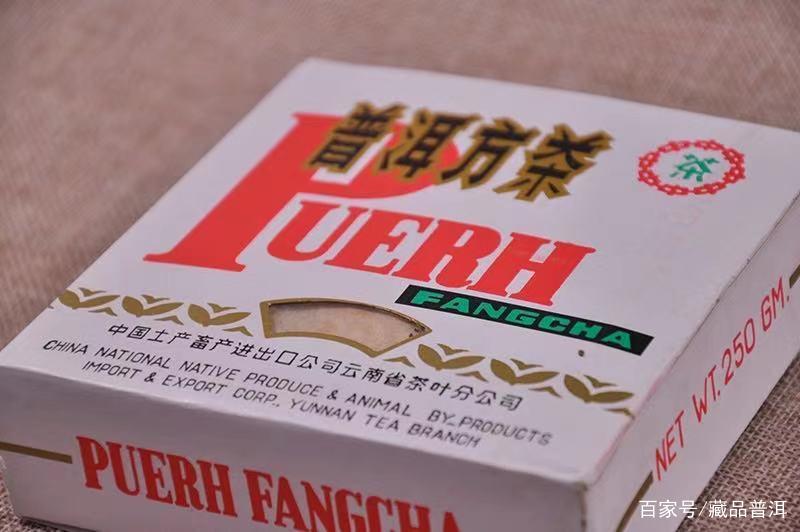 普洱方茶
茶
PUERH
FANGCHA
中国土产畜产进出口公司云南省茶叶分公司
CHINA NATIONAL NATIVE PRODUCE & ANIMAL BY-PRODUCTS
IMPORT & EXPORT CORP., YUNNAN TEA BRANCH
NET WT. 250 GM.
PUERH FANGCHA
百家号/藏品普洱